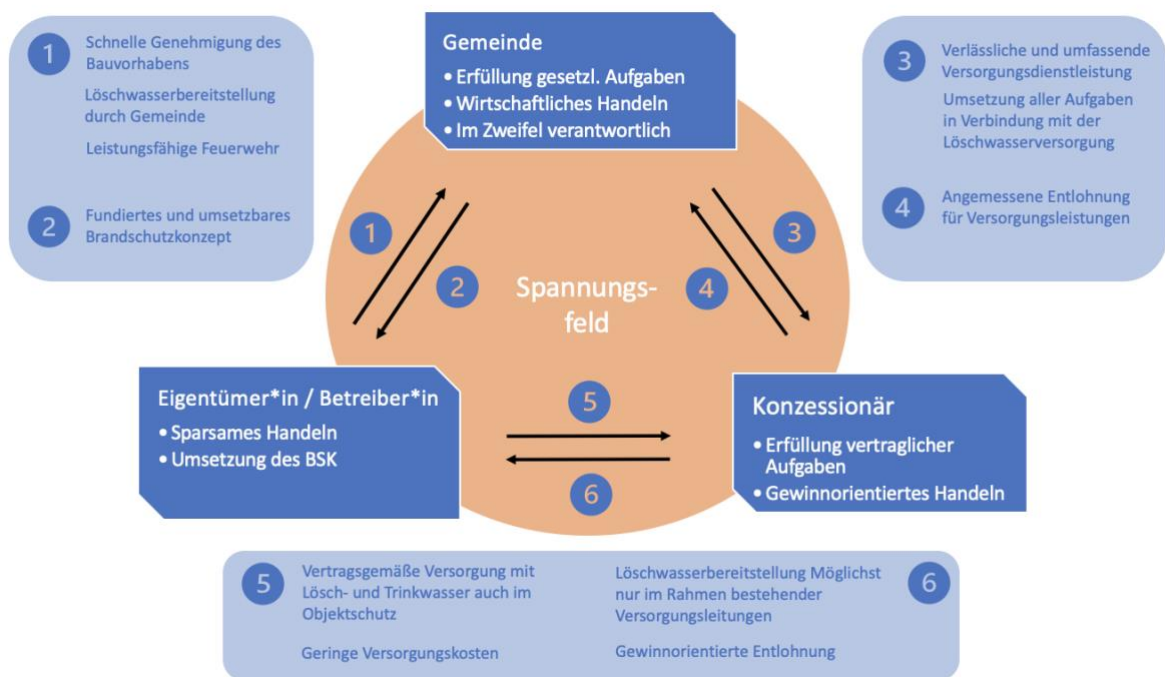 1
Schnelle Genehmigung des
Bauvorhabens
Löschwasserbereitstellung
durch Gemeinde
Leistungsfähige Feuerwehr
2
Fundiertes und umsetzbares
Brandschutzkonzept
Gemeinde
• Erfüllung gesetzl. Aufgaben
• Wirtschaftliches Handeln
• Im Zweifel verantwortlich
3
Verlässliche und umfassende
Versorgungsdienstleistung
Umsetzung aller Aufgaben
in Verbindung mit der
Löschwasserversorgung
4
Angemessene Entlohnung
für Versorgungsleistungen
1
2
Spannungs-
feld
3
4
Eigentümer*in / Betreiber*in
• Sparsames Handeln
• Umsetzung des BSK
5
6
Konzessionär
• Erfüllung vertraglicher
Aufgaben
• Gewinnorientiertes Handeln
5
Vertragsgemäße Versorgung mit
Lösch- und Trinkwasser auch im
Objektschutz
Geringe Versorgungskosten
Löschwasserbereitstellung Möglichst
nur im Rahmen bestehender
Versorgungsleitungen
Gewinnorientierte Entlohnung
6